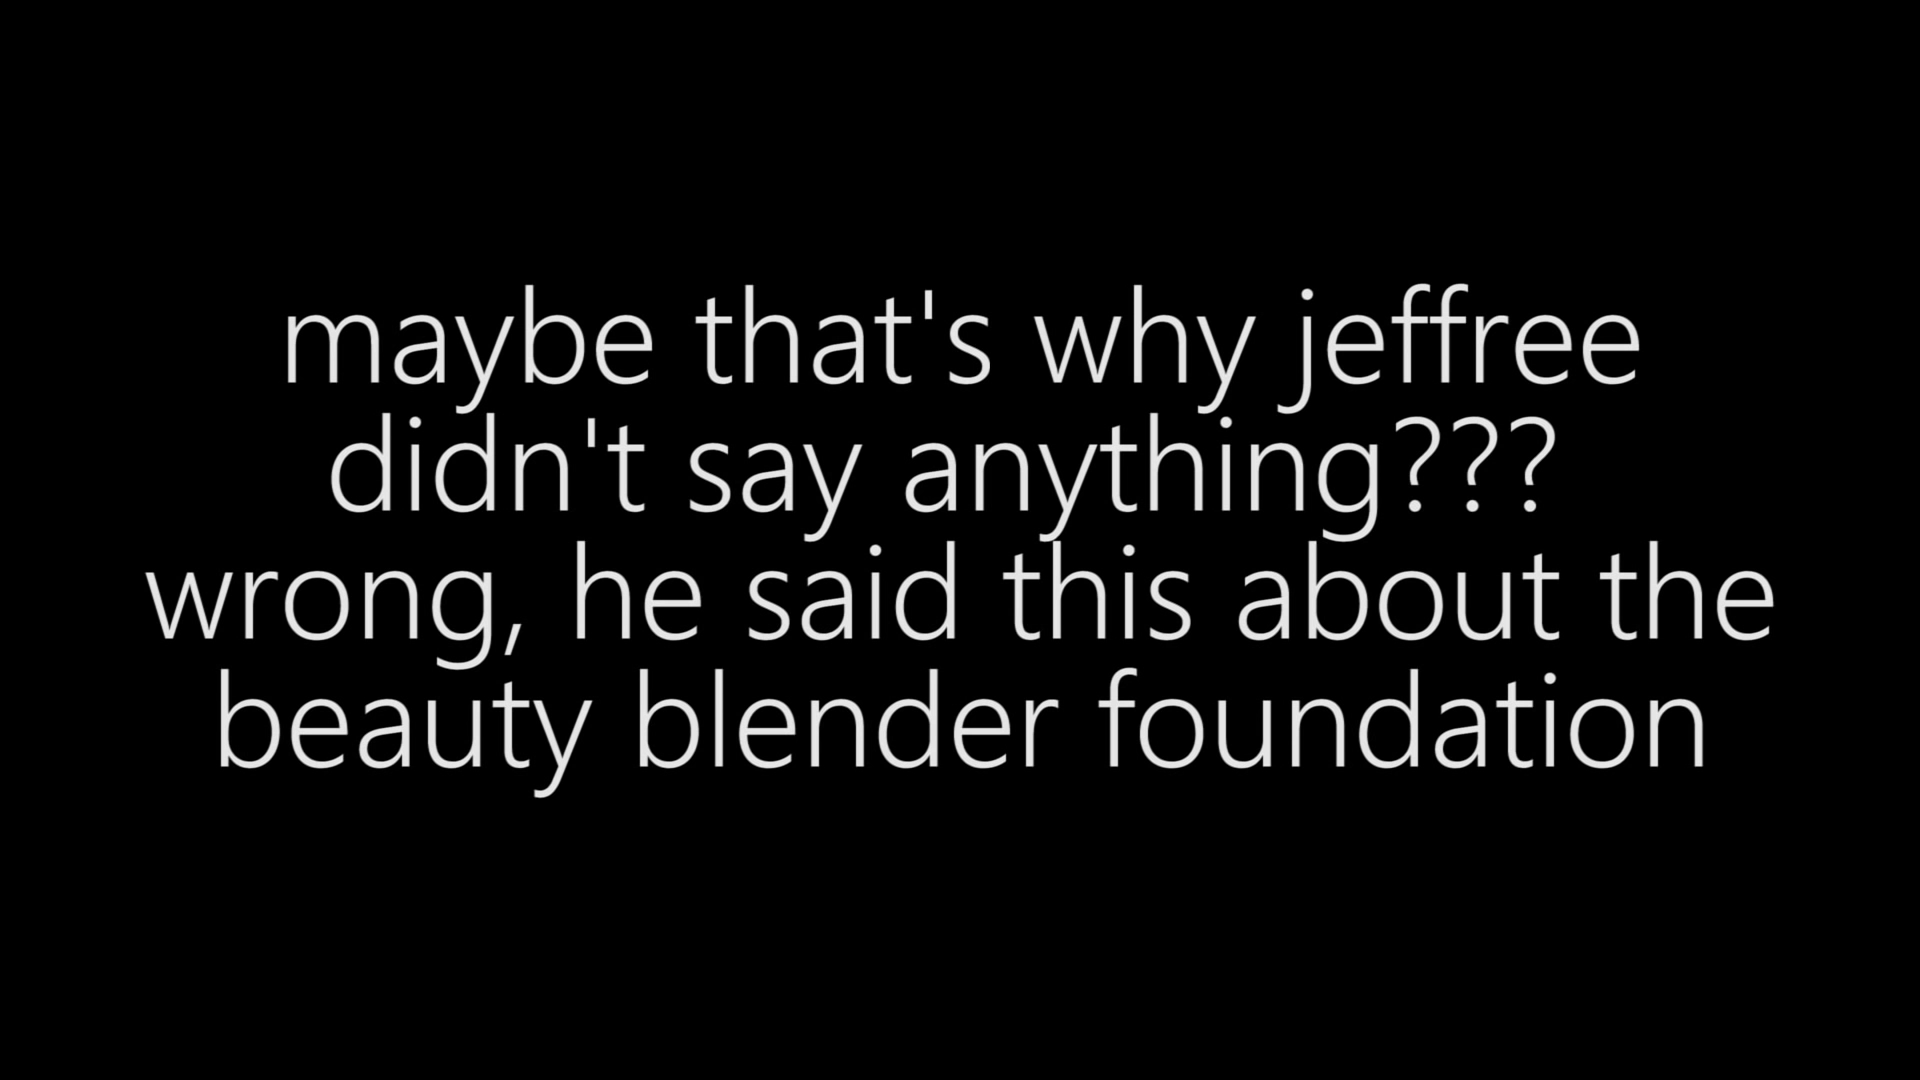 maybe that's why jeffree
didn't say anything???
wrong, he said this about the
beauty blender foundation